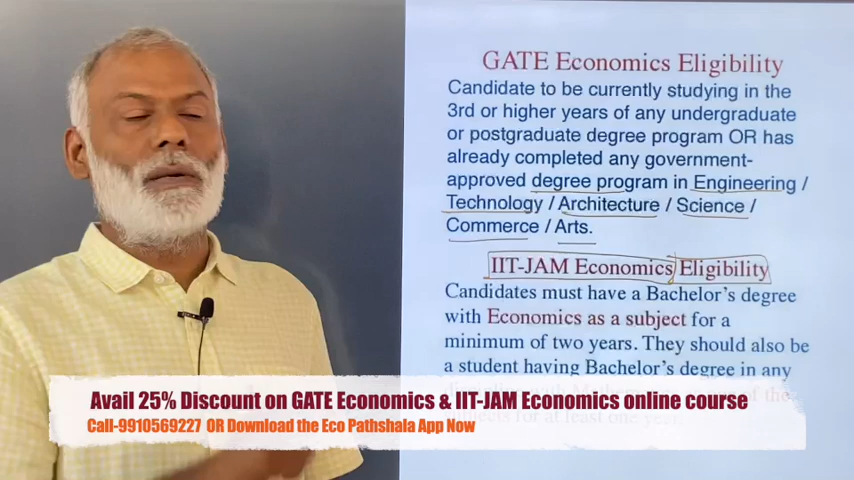 GATE Economics Eligibility
Candidate to be currently studying in the
3rd or higher years of any undergraduate
or postgraduate degree program OR has
already completed any government-
approved degree program in Engineering /
Technology / Architecture / Science /
Commerce / Arts.
IIT-JAM Economics Eligibility
Candidates must have a Bachelor's degree
with Economics as a subject for a
minimum of two years. They should also be
a student having Bachelor's degree in any
Avail 25% Discount on GATE Economics & IIT-JAM Economics online course
Call-9910569227 OR Download the Eco Pathshala App Now